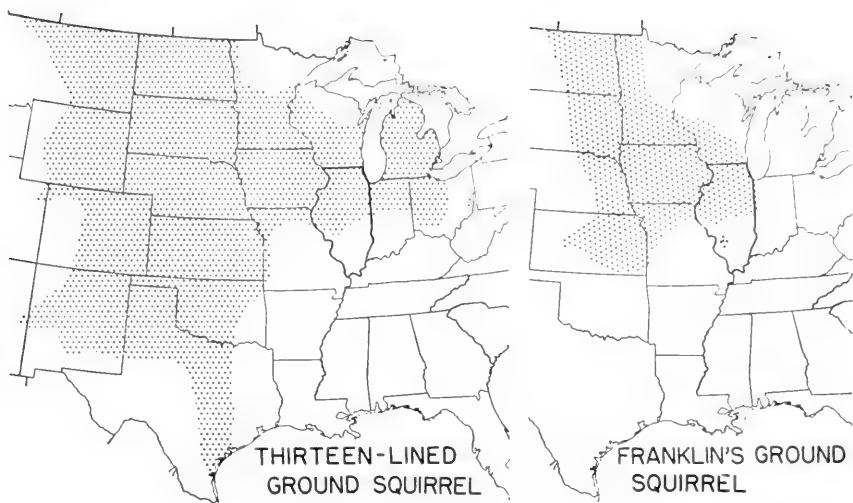 THIRTEEN-LINED
GROUND SQUIRREL
FRANKLIN'S GROUND
SQUIRREL